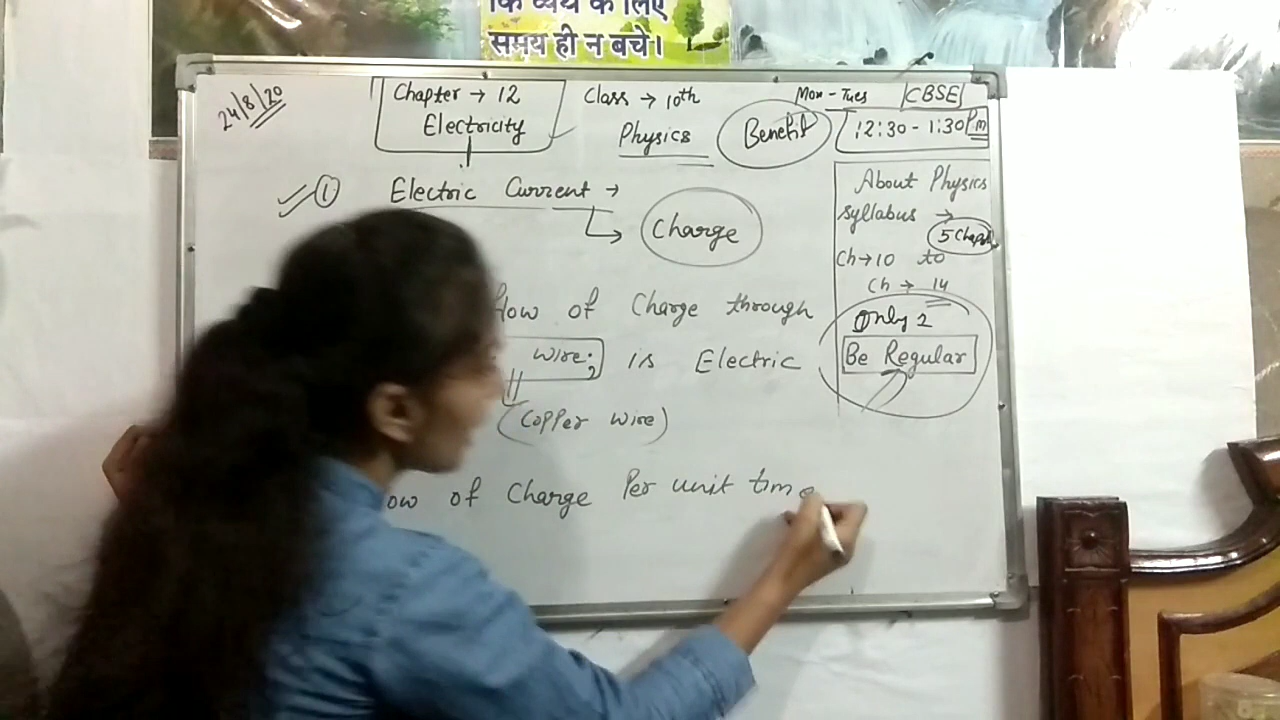 कि व्यर्थ के लिए
समय ही न बचे।
24/8/20
Chapter → 12
Electricity
Class → 10th
Physics
Benefit
Mon - Tues
CBSE
12:30 - 1:30 Pm
① Electric Current →
Charge
flow of Charge through
wire; is Electric
(Copper wire)
ow of Charge Per unit time
About Physics
syllabus →
5 Chapt
Ch → 10 to
Ch → 14
Only 2
Be Regular